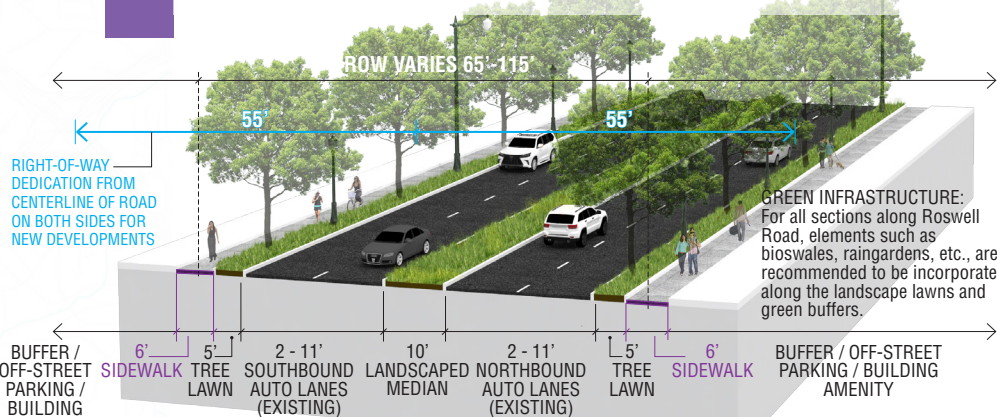 ROW VARIES 65'-115'
55'
55'
RIGHT-OF-WAY
DEDICATION FROM
CENTERLINE OF ROAD
ON BOTH SIDES FOR
NEW DEVELOPMENTS
GREEN INFRASTRUCTURE:
For all sections along Roswell
Road, elements such as
bioswales, raingardens, etc., are
recommended to be incorporate
along the landscape lawns and
green buffers.
BUFFER /
OFF-STREET
PARKING /
BUILDING
6'
SIDEWALK
5'
TREE
LAWN
2 - 11'
SOUTHBOUND
AUTO LANES
(EXISTING)
10'
LANDSCAPED
MEDIAN
2 - 11'
NORTHBOUND
AUTO LANES
(EXISTING)
5'
TREE
LAWN
6'
SIDEWALK
BUFFER / OFF-STREET
PARKING / BUILDING
AMENITY